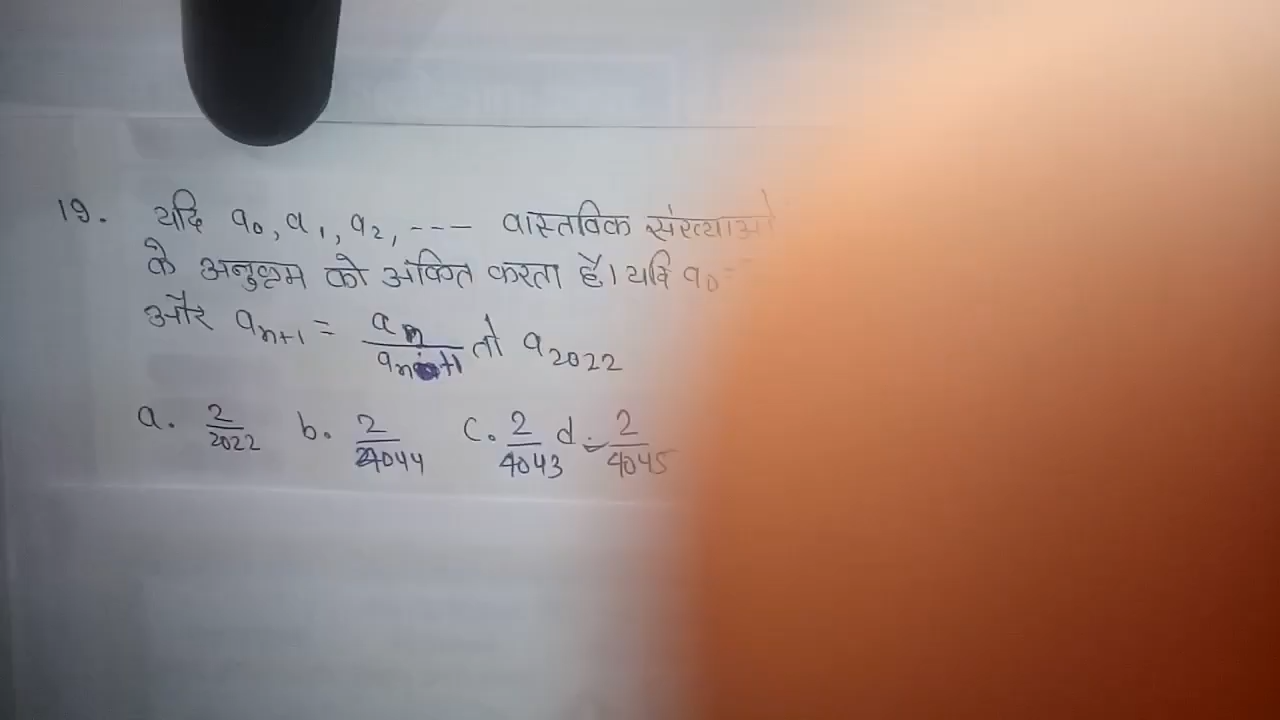 19. यदि a₀, a₁, a₂, --- वास्तविक संख्याओं
के अनुक्रम को अंकित करता है। यदि a₀ =
और aₙ₊₁ = aₙ / aₙ+1 तो a₂₀₂₂
a. 2/2022 b. 2/4044 c. 2/4043 d. 2/4045